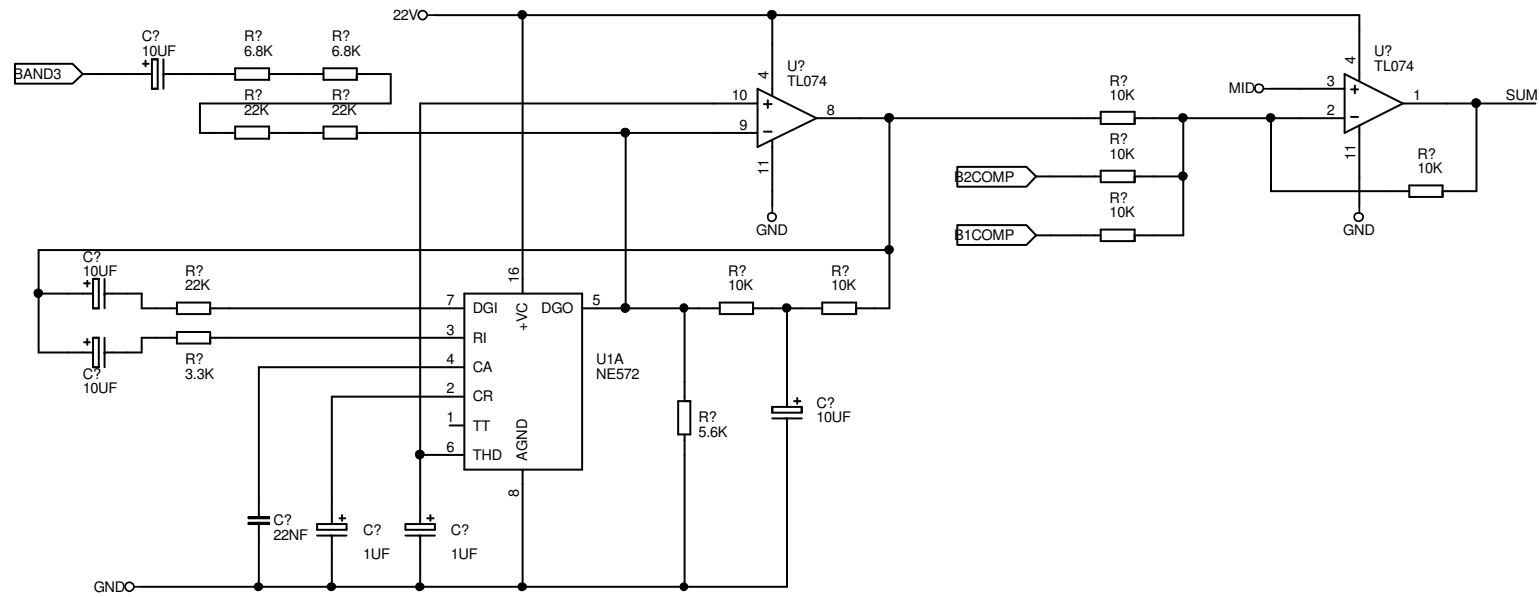 22V
C?
10UF
+
BAND3
R?
6.8K
R?
6.8K
R?
22K
R?
22K
4
U?
TL074
10
+
9
−
8
11
GND
R?
10K
R?
10K
B2COMP
R?
10K
B1COMP
4
U?
TL074
MID
3
+
2
−
1
SUM
11
R?
10K
GND
C?
10UF
+
R?
22K
+
C?
10UF
R?
3.3K
16
7
DGI
+VC
DGO
5
3
RI
4
CA
2
CR
1
TT
6
THD
AGND
8
U1A
NE572
R?
10K
R?
10K
R?
5.6K
+
C?
10UF
C?
22NF
+
C?
1UF
+
C?
1UF
GND